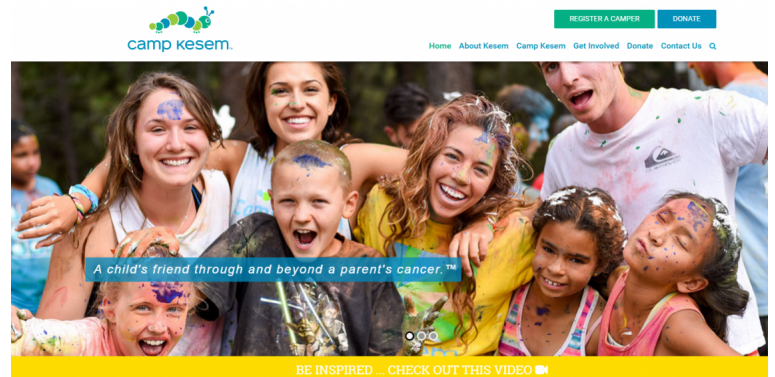 camp kesem™
REGISTER A CAMPER
DONATE
Home About Kesem Camp Kesem Get Involved Donate Contact Us
A child's friend through and beyond a parent's cancer.™
BE INSPIRED ... CHECK OUT THIS VIDEO